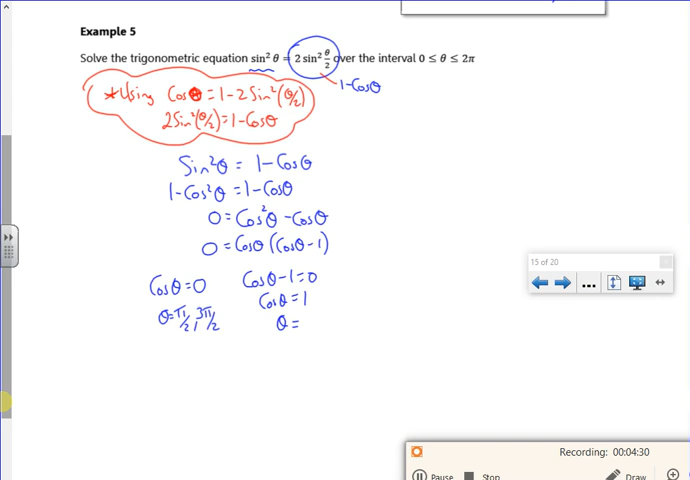 Example 5
Solve the trigonometric equation sin² θ = 2 sin² θ/2 over the interval 0 ≤ θ ≤ 2π
1-Cosθ
*Using Cosθ = 1-2Sin²(θ/2)
2Sin²(θ/2) = 1-Cosθ
Sin²θ = 1-Cosθ
1-Cos²θ = 1-Cosθ
0 = Cos²θ - Cosθ
0 = Cosθ (Cosθ-1)
Cosθ = 0
Cosθ-1 = 0
Cosθ = 1
θ = π/2, 3π/2
θ =
15 of 20
Recording: 00:04:30
Pause
Stop
Draw